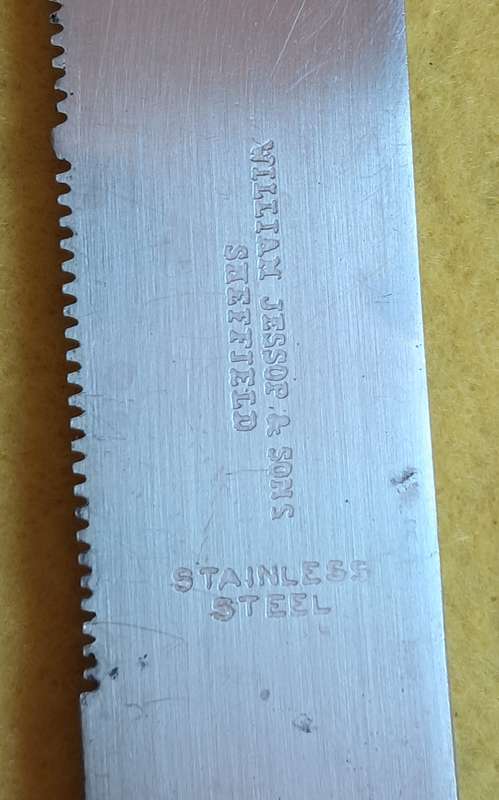 WILLIAM JESSOP & SONS
SHEFFIELD
STAINLESS
STEEL